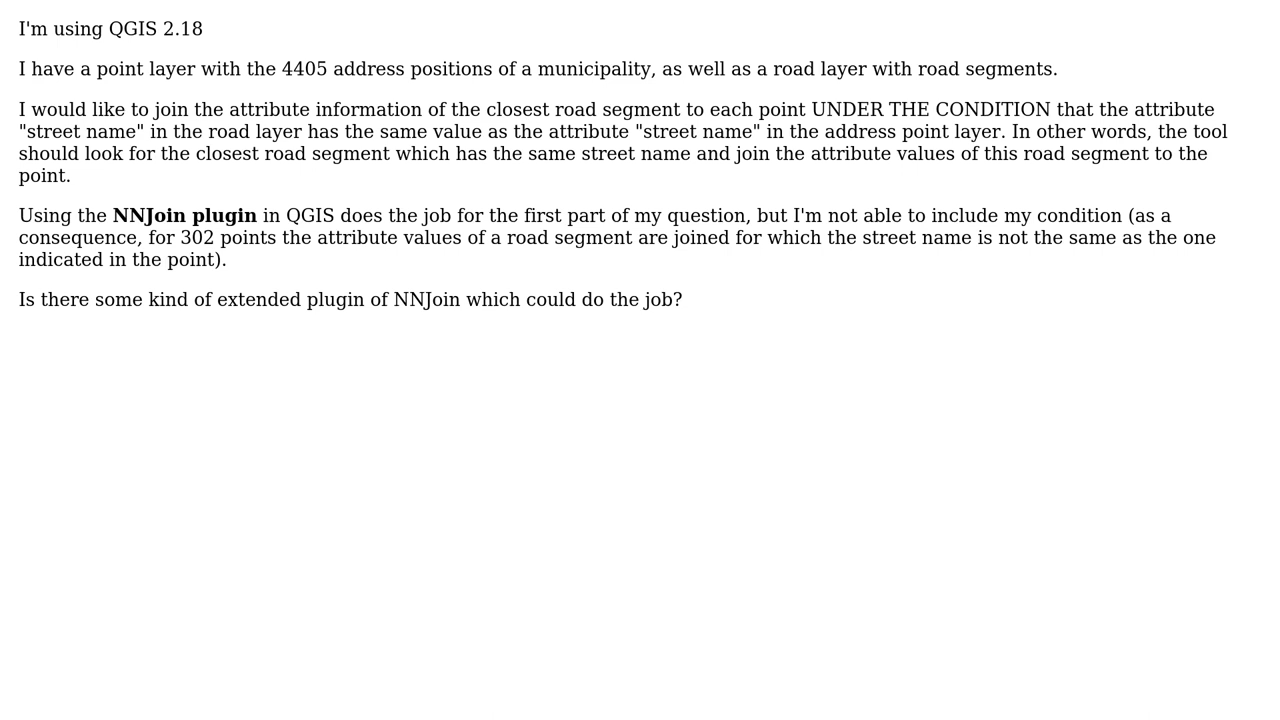 I'm using QGIS 2.18
I have a point layer with the 4405 address positions of a municipality, as well as a road layer with road segments.
I would like to join the attribute information of the closest road segment to each point UNDER THE CONDITION that the attribute
"street name" in the road layer has the same value as the attribute "street name" in the address point layer. In other words, the tool
should look for the closest road segment which has the same street name and join the attribute values of this road segment to the
point.
Using the NNJoin plugin in QGIS does the job for the first part of my question, but I'm not able to include my condition (as a
consequence, for 302 points the attribute values of a road segment are joined for which the street name is not the same as the one
indicated in the point).
Is there some kind of extended plugin of NNJoin which could do the job?